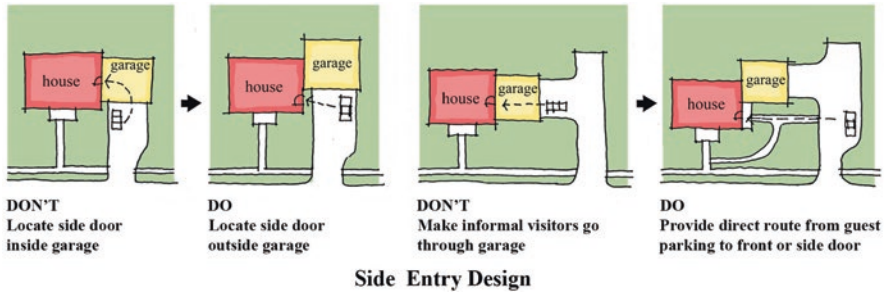 house
garage
house
garage
house
garage
house
garage
DON'T
Locate side door
inside garage
DO
Locate side door
outside garage
DON'T
Make informal visitors go
through garage
DO
Provide direct route from guest
parking to front or side door
Side Entry Design